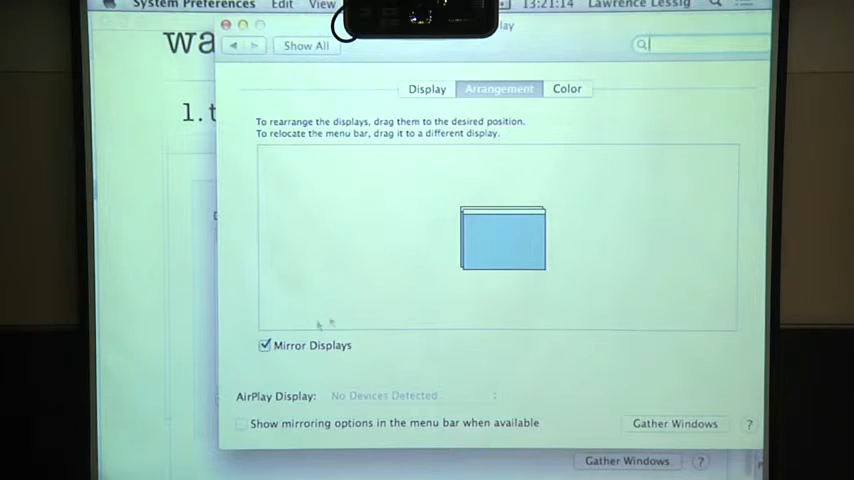 System Preferences Edit View 13:21:14 Lawrence Lessig
wa
lay
Show All
1.t
Display Arrangement Color
To rearrange the displays, drag them to the desired position.
To relocate the menu bar, drag it to a different display.
Mirror Displays
AirPlay Display: No Devices Detected
Show mirroring options in the menu bar when available
Gather Windows ?
Gather Windows ?